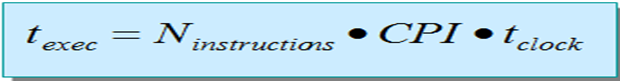 t_exec = N_instructions • CPI • t_clock